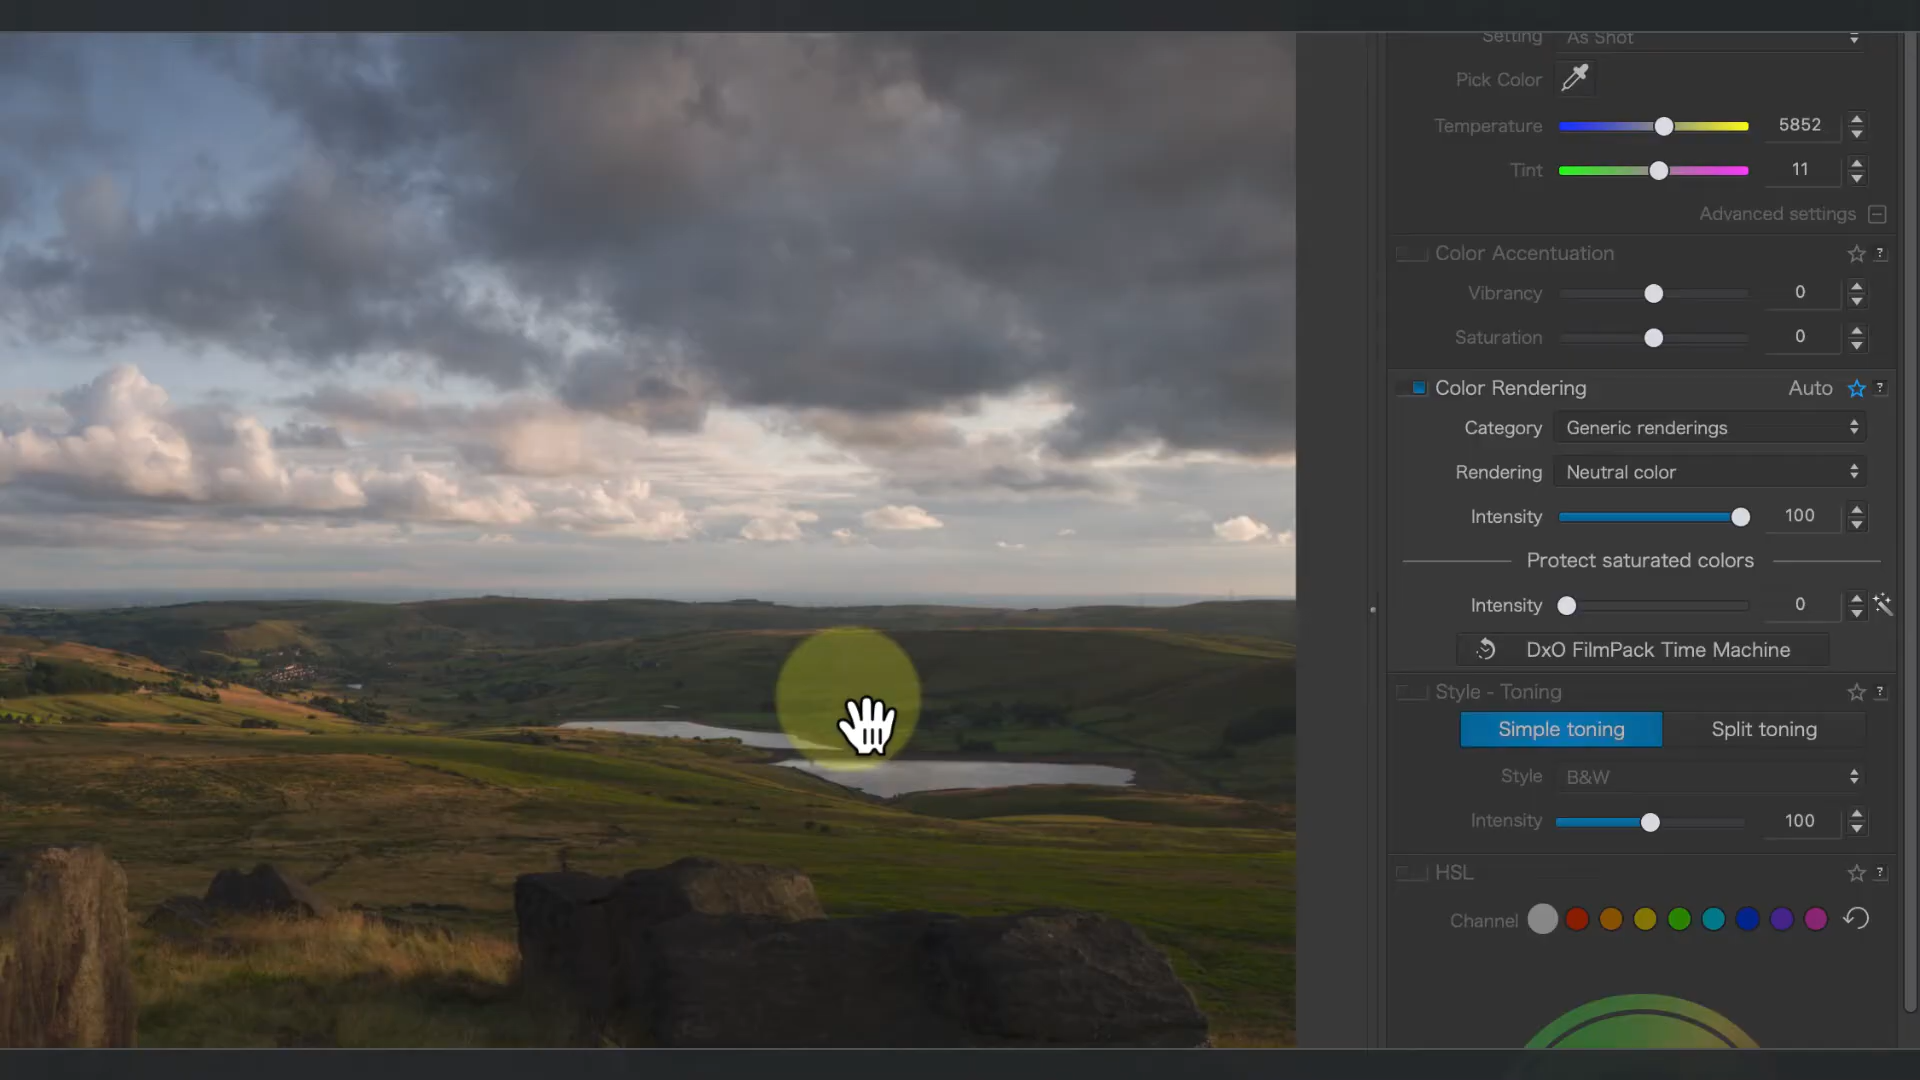 Setting As Shot
Pick Color
Temperature 5852
Tint 11
Advanced settings
Color Accentuation ?
Vibrancy 0
Saturation 0
Color Rendering Auto ?
Category Generic renderings
Rendering Neutral color
Intensity 100
Protect saturated colors
Intensity 0
DxO FilmPack Time Machine
Style - Toning ?
Simple toning Split toning
Style B&W
Intensity 100
HSL ?
Channel